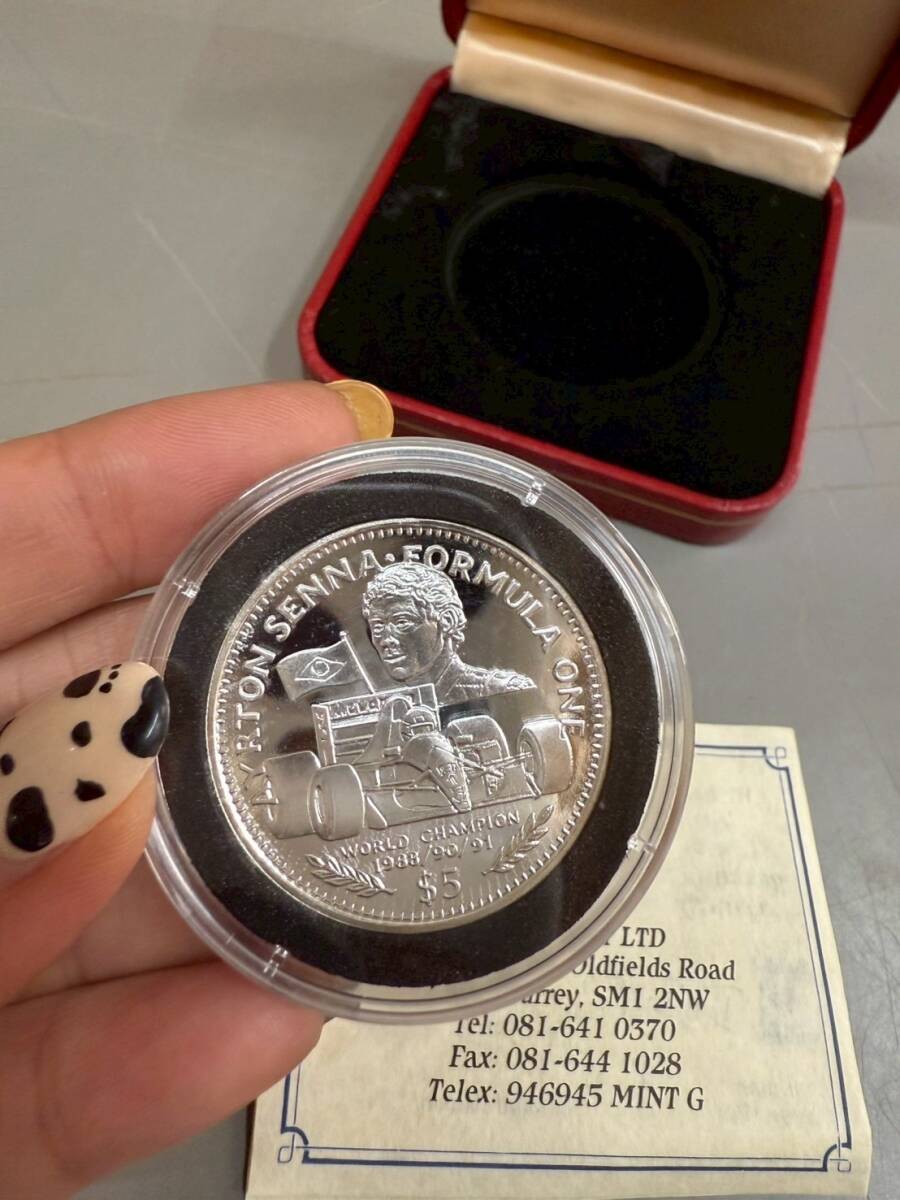 AYRTON SENNA · FORMULA ONE
WORLD CHAMPION
1988/90/91
$5
LTD
Oldfields Road
Surrey, SM1 2NW
Tel: 081-641 0370
Fax: 081-644 1028
Telex: 946945 MINT G